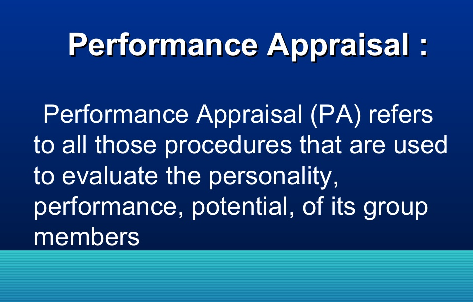 Performance Appraisal :
Performance Appraisal (PA) refers
to all those procedures that are used
to evaluate the personality,
performance, potential, of its group
members